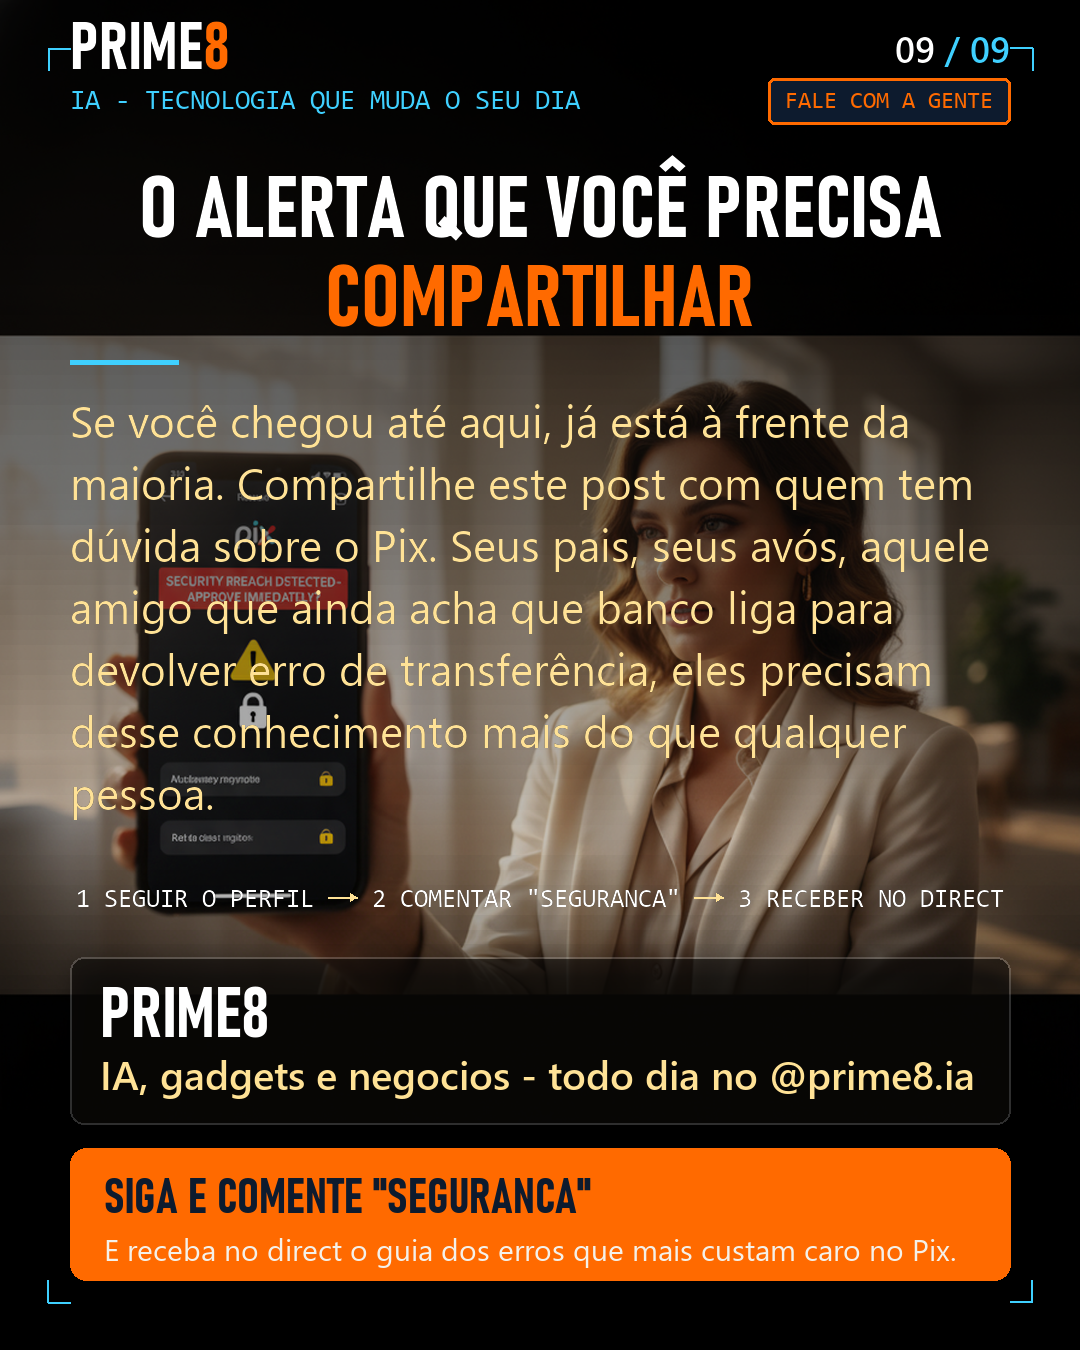 PRIME8
09 / 09
IA - TECNOLOGIA QUE MUDA O SEU DIA
FALE COM A GENTE
O ALERTA QUE VOCÊ PRECISA
COMPARTILHAR
Se você chegou até aqui, já está à frente da
maioria. Compartilhe este post com quem tem
dúvida sobre o Pix. Seus pais, seus avós, aquele
amigo que ainda acha que banco liga para
devolver erro de transferência, eles precisam
desse conhecimento mais do que qualquer
pessoa.
pix
SECURITY BREACH DSTECTED-
APPROVE
1 SEGUIR O PERFIL → 2 COMENTAR "SEGURANCA" → 3 RECEBER NO DIRECT
PRIME8
IA, gadgets e negocios - todo dia no @prime8.ia
SIGA E COMENTE "SEGURANCA"
E receba no direct o guia dos erros que mais custam caro no Pix.